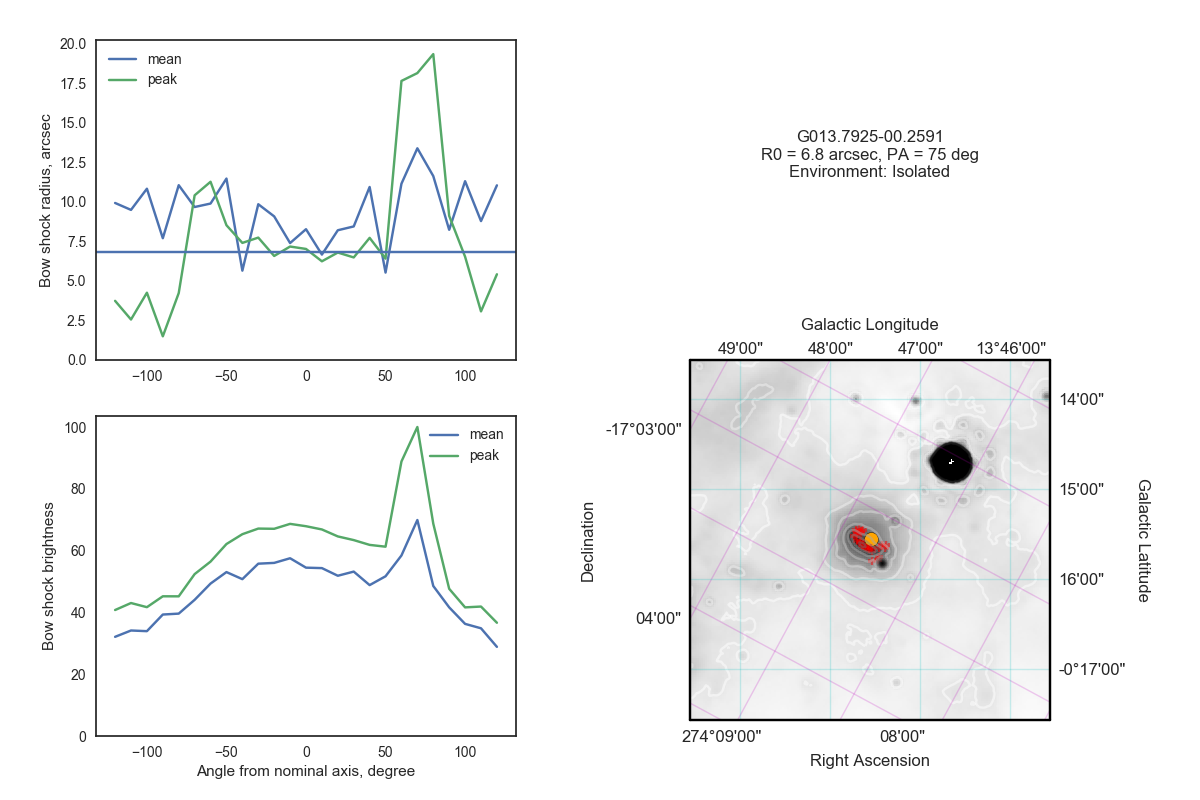 20.0
17.5
15.0
12.5
10.0
7.5
5.0
2.5
0.0
Bow shock radius, arcsec
mean
peak
−100
−50
0
50
100
100
80
60
40
20
0
Bow shock brightness
mean
peak
−100
−50
0
50
100
Angle from nominal axis, degree
G013.7925-00.2591
R0 = 6.8 arcsec, PA = 75 deg
Environment: Isolated
Galactic Longitude
49'00"
48'00"
47'00"
13°46'00"
-17°03'00"
04'00"
Declination
14'00"
15'00"
16'00"
-0°17'00"
Galactic Latitude
274°09'00"
08'00"
Right Ascension